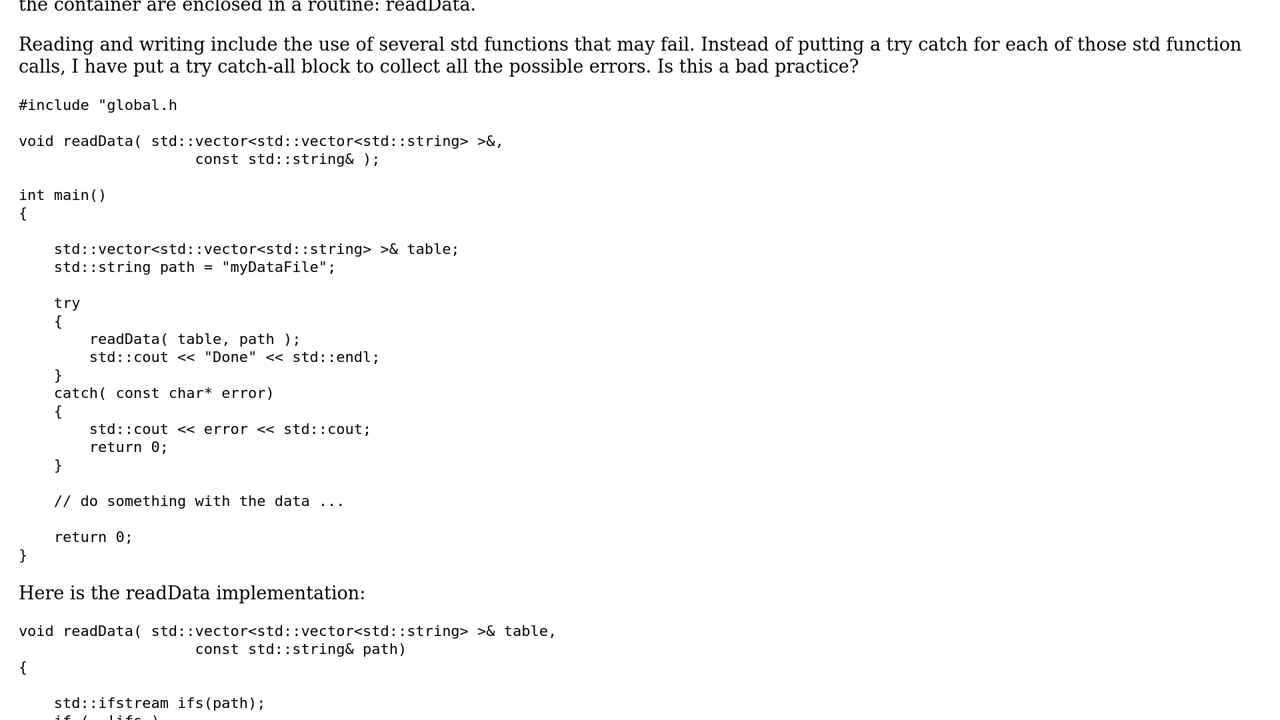 the container are enclosed in a routine: readData.
Reading and writing include the use of several std functions that may fail. Instead of putting a try catch for each of those std function
calls, I have put a try catch-all block to collect all the possible errors. Is this a bad practice?
#include "global.h
void readData( std::vector<std::vector<std::string> >&,
                    const std::string& );
int main()
{
    std::vector<std::vector<std::string> >& table;
    std::string path = "myDataFile";
    try
    {
        readData( table, path );
        std::cout << "Done" << std::endl;
    }
    catch( const char* error)
    {
        std::cout << error << std::cout;
        return 0;
    }
    // do something with the data ...
    return 0;
}
Here is the readData implementation:
void readData( std::vector<std::vector<std::string> >& table,
                    const std::string& path)
{
    std::ifstream ifs(path);